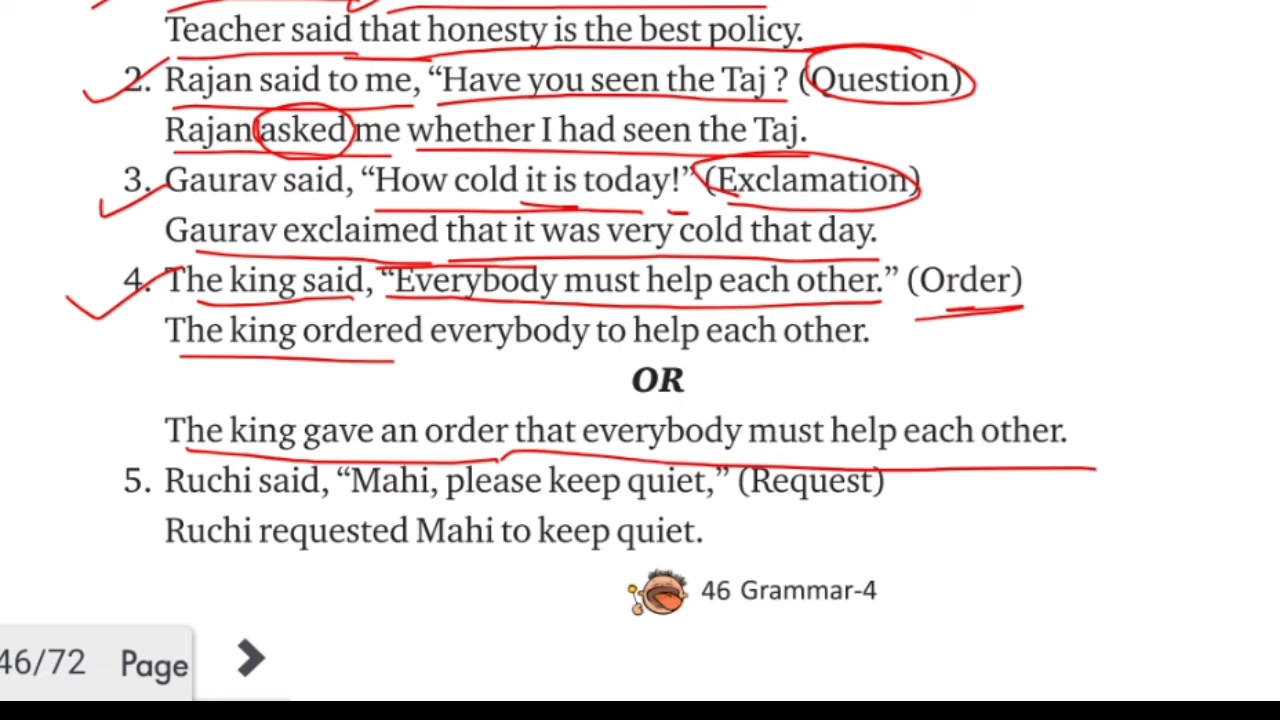 Teacher said that honesty is the best policy.
2. Rajan said to me, “Have you seen the Taj ? (Question)
Rajan asked me whether I had seen the Taj.
3. Gaurav said, “How cold it is today!” (Exclamation)
Gaurav exclaimed that it was very cold that day.
4. The king said, “Everybody must help each other.” (Order)
The king ordered everybody to help each other.
OR
The king gave an order that everybody must help each other.
5. Ruchi said, “Mahi, please keep quiet,” (Request)
Ruchi requested Mahi to keep quiet.
46 Grammar-4
46/72 Page